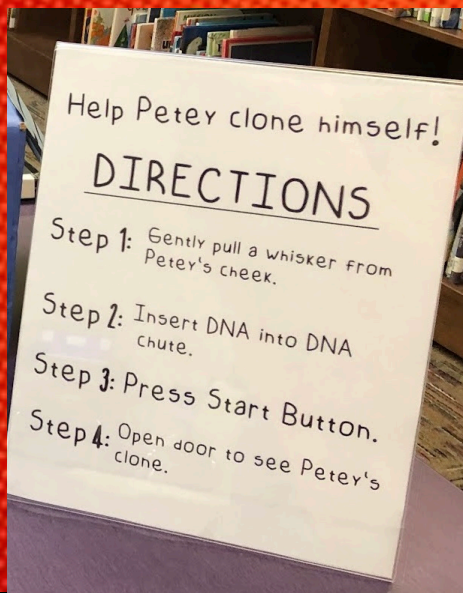 Help Petey clone himself!
DIRECTIONS
Step 1: Gently pull a whisker from
Petey's cheek.
Step 2: Insert DNA into DNA
chute.
Step 3: Press Start Button.
Step 4: Open door to see Petey's
clone.